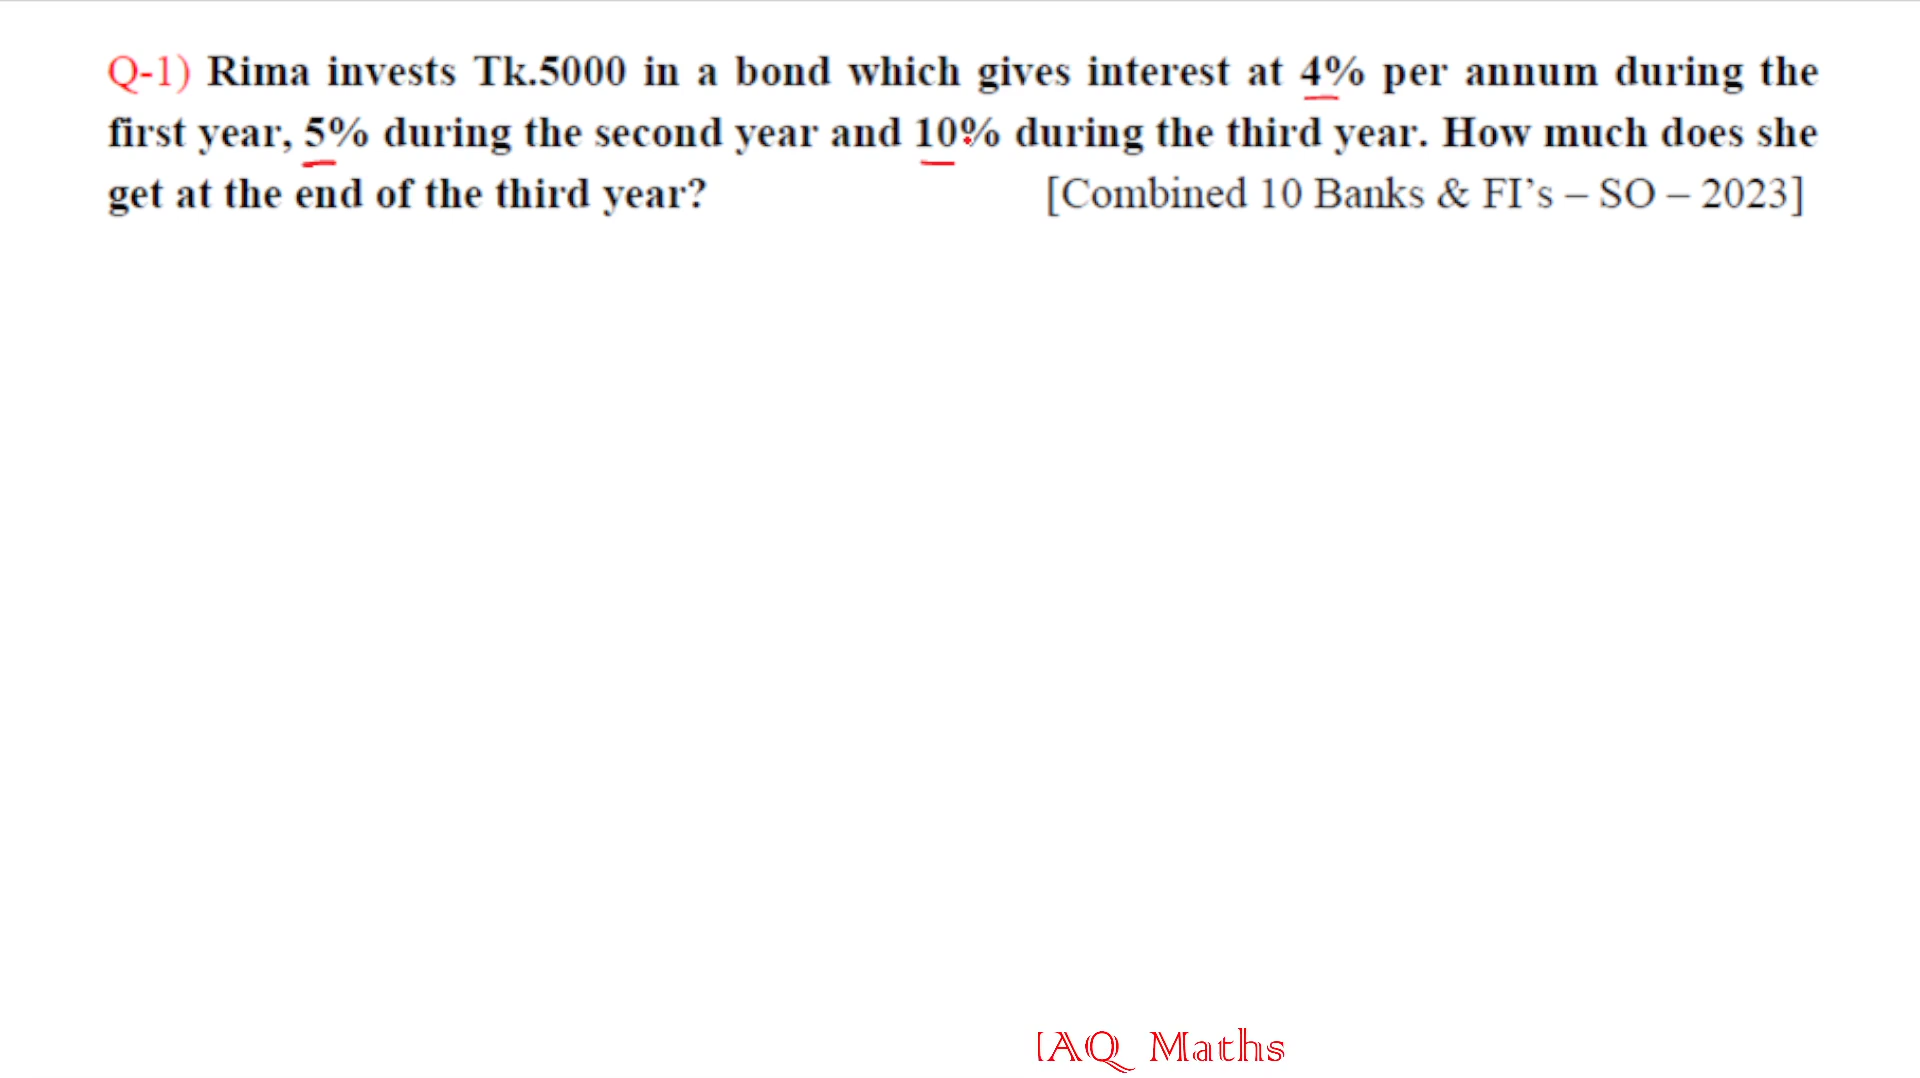 Q-1) Rima invests Tk.5000 in a bond which gives interest at 4% per annum during the
first year, 5% during the second year and 10% during the third year. How much does she
get at the end of the third year? [Combined 10 Banks & FI’s – SO – 2023]
IAQ Maths